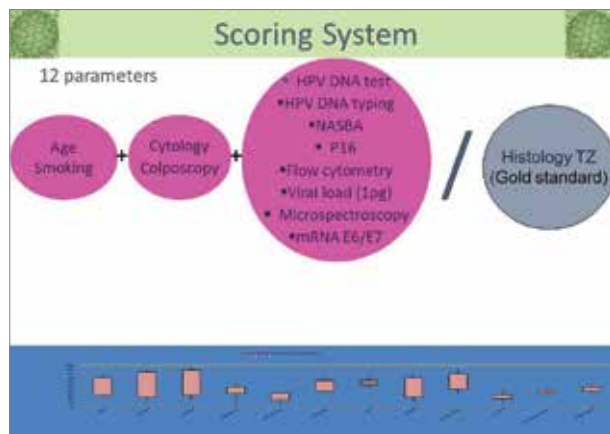 Scoring System
12 parameters
Age
Smoking
+
Cytology
Colposcopy
+
• HPV DNA test
•HPV DNA typing
•NASBA
• P16
•Flow cytometry
•Viral load (1pg)
• Microspectroscopy
•mRNA E6/E7
/
Histology TZ
(Gold standard)